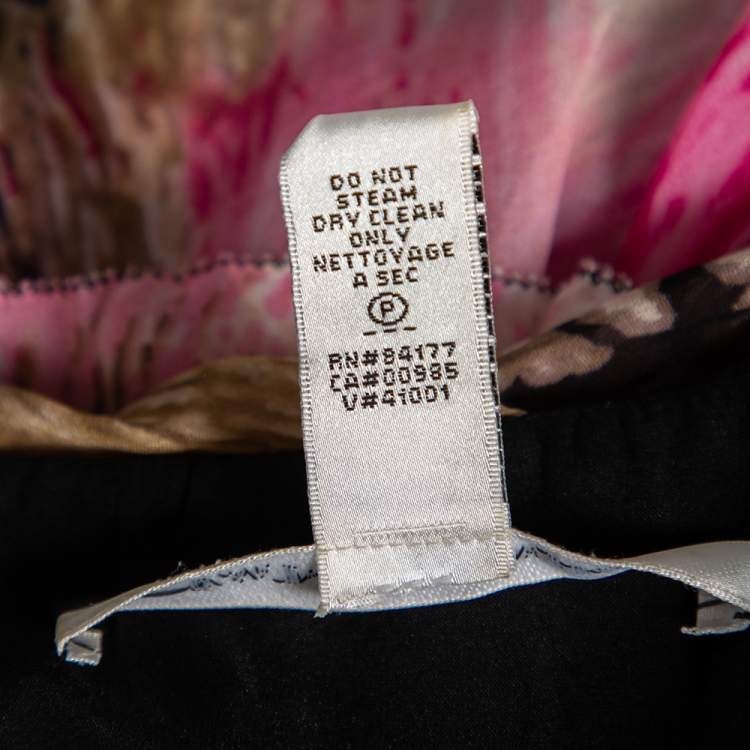 DO NOT
STEAM
DRY CLEAN
ONLY
NETTOYAGE
A SEC
P
RN#84177
CA#00985
V#41001